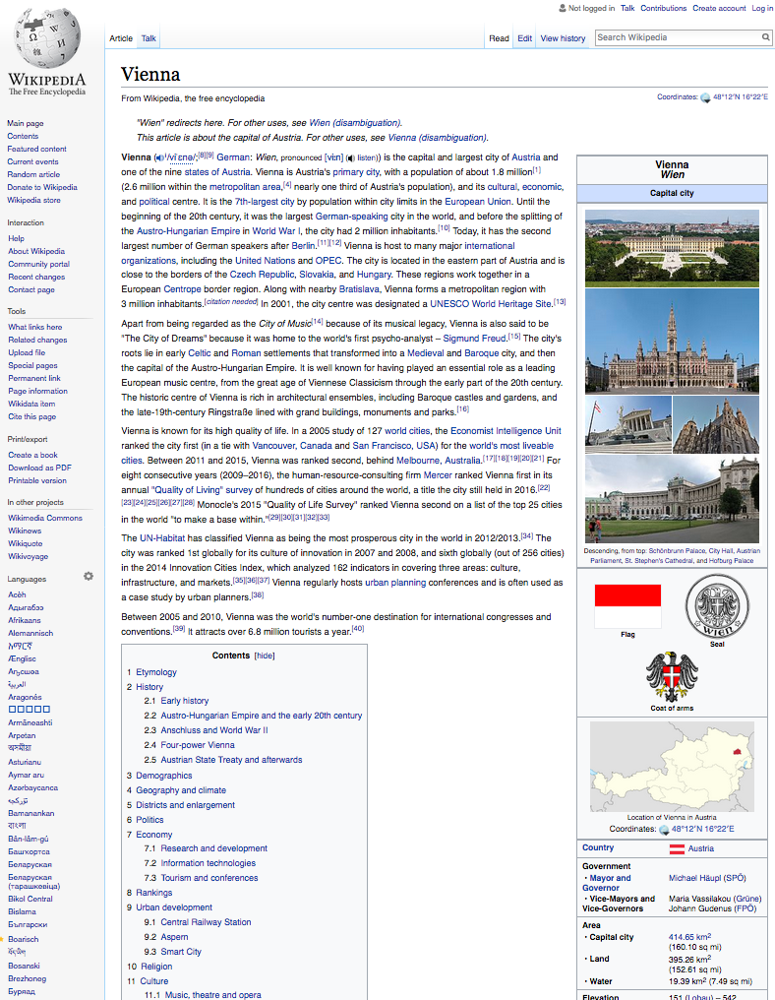 Not logged in Talk Contributions Create account Log in
WIKIPEDIA
The Free Encyclopedia
Article Talk
Read Edit View history
Search Wikipedia
Main page
Contents
Featured content
Current events
Random article
Donate to Wikipedia
Wikipedia store
Interaction
Help
About Wikipedia
Community portal
Recent changes
Contact page
Tools
What links here
Related changes
Upload file
Special pages
Permanent link
Page information
Wikidata item
Cite this page
Print/export
Create a book
Download as PDF
Printable version
In other projects
Wikimedia Commons
Wikinews
Wikiquote
Wikivoyage
Languages
Acèh
Адыгабзэ
Afrikaans
Alemannisch
አማርኛ
Ænglisc
Аҧсшәа
العربية
Aragonés
Armãneashti
Arpetan
অসমীয়া
Asturianu
Aymar aru
Azərbaycanca
تۆرکجه
Bamanankan
বাংলা
Bân-lâm-gú
Башҡортса
Беларуская
Беларуская
(тарашкевіца)
Bikol Central
Bislama
Български
Boarisch
བོད་ཡིག
Bosanski
Brezhoneg
Буряад
Vienna
From Wikipedia, the free encyclopedia
Coordinates: 48°12′N 16°22′E
"Wien" redirects here. For other uses, see Wien (disambiguation).
This article is about the capital of Austria. For other uses, see Vienna (disambiguation).
Vienna (/viˈɛnə/;[8][9] German: Wien, pronounced [viːn] (listen)) is the capital and largest city of Austria and
one of the nine states of Austria. Vienna is Austria's primary city, with a population of about 1.8 million[1]
(2.6 million within the metropolitan area,[4] nearly one third of Austria's population), and its cultural, economic,
and political centre. It is the 7th-largest city by population within city limits in the European Union. Until the
beginning of the 20th century, it was the largest German-speaking city in the world, and before the splitting of
the Austro-Hungarian Empire in World War I, the city had 2 million inhabitants.[10] Today, it has the second
largest number of German speakers after Berlin.[11][12] Vienna is host to many major international
organizations, including the United Nations and OPEC. The city is located in the eastern part of Austria and is
close to the borders of the Czech Republic, Slovakia, and Hungary. These regions work together in a
European Centrope border region. Along with nearby Bratislava, Vienna forms a metropolitan region with
3 million inhabitants.[citation needed] In 2001, the city centre was designated a UNESCO World Heritage Site.[13]
Apart from being regarded as the City of Music[14] because of its musical legacy, Vienna is also said to be
"The City of Dreams" because it was home to the world's first psycho-analyst – Sigmund Freud.[15] The city's
roots lie in early Celtic and Roman settlements that transformed into a Medieval and Baroque city, and then
the capital of the Austro-Hungarian Empire. It is well known for having played an essential role as a leading
European music centre, from the great age of Viennese Classicism through the early part of the 20th century.
The historic centre of Vienna is rich in architectural ensembles, including Baroque castles and gardens, and
the late-19th-century Ringstraße lined with grand buildings, monuments and parks.[16]
Vienna is known for its high quality of life. In a 2005 study of 127 world cities, the Economist Intelligence Unit
ranked the city first (in a tie with Vancouver, Canada and San Francisco, USA) for the world's most liveable
cities. Between 2011 and 2015, Vienna was ranked second, behind Melbourne, Australia.[17][18][19][20][21] For
eight consecutive years (2009–2016), the human-resource-consulting firm Mercer ranked Vienna first in its
annual "Quality of Living" survey of hundreds of cities around the world, a title the city still held in 2016.[22]
[23][24][25][26][27][28] Monocle's 2015 "Quality of Life Survey" ranked Vienna second on a list of the top 25 cities
in the world "to make a base within."[29][30][31][32][33]
The UN-Habitat has classified Vienna as being the most prosperous city in the world in 2012/2013.[34] The
city was ranked 1st globally for its culture of innovation in 2007 and 2008, and sixth globally (out of 256 cities)
in the 2014 Innovation Cities Index, which analyzed 162 indicators in covering three areas: culture,
infrastructure, and markets.[35][36][37] Vienna regularly hosts urban planning conferences and is often used as
a case study by urban planners.[38]
Between 2005 and 2010, Vienna was the world's number-one destination for international congresses and
conventions.[39] It attracts over 6.8 million tourists a year.[40]
Contents [hide]
1 Etymology
2 History
2.1 Early history
2.2 Austro-Hungarian Empire and the early 20th century
2.3 Anschluss and World War II
2.4 Four-power Vienna
2.5 Austrian State Treaty and afterwards
3 Demographics
4 Geography and climate
5 Districts and enlargement
6 Politics
7 Economy
7.1 Research and development
7.2 Information technologies
7.3 Tourism and conferences
8 Rankings
9 Urban development
9.1 Central Railway Station
9.2 Aspern
9.3 Smart City
10 Religion
11 Culture
11.1 Music, theatre and opera
Vienna
Wien
Capital city
Descending, from top: Schönbrunn Palace, City Hall, Austrian
Parliament, St. Stephen's Cathedral, and Hofburg Palace
WIEN
Flag
Seal
Coat of arms
Location of Vienna in Austria
Coordinates: 48°12′N 16°22′E
Country Austria
Government
• Mayor and Governor Michael Häupl (SPÖ)
• Vice-Mayors and Vice-Governors Maria Vassilakou (Grüne)
Johann Gudenus (FPÖ)
Area
• Capital city 414.65 km2
(160.10 sq mi)
• Land 395.26 km2
(152.61 sq mi)
• Water 19.39 km2 (7.49 sq mi)
Elevation 151 (Lobau) – 542